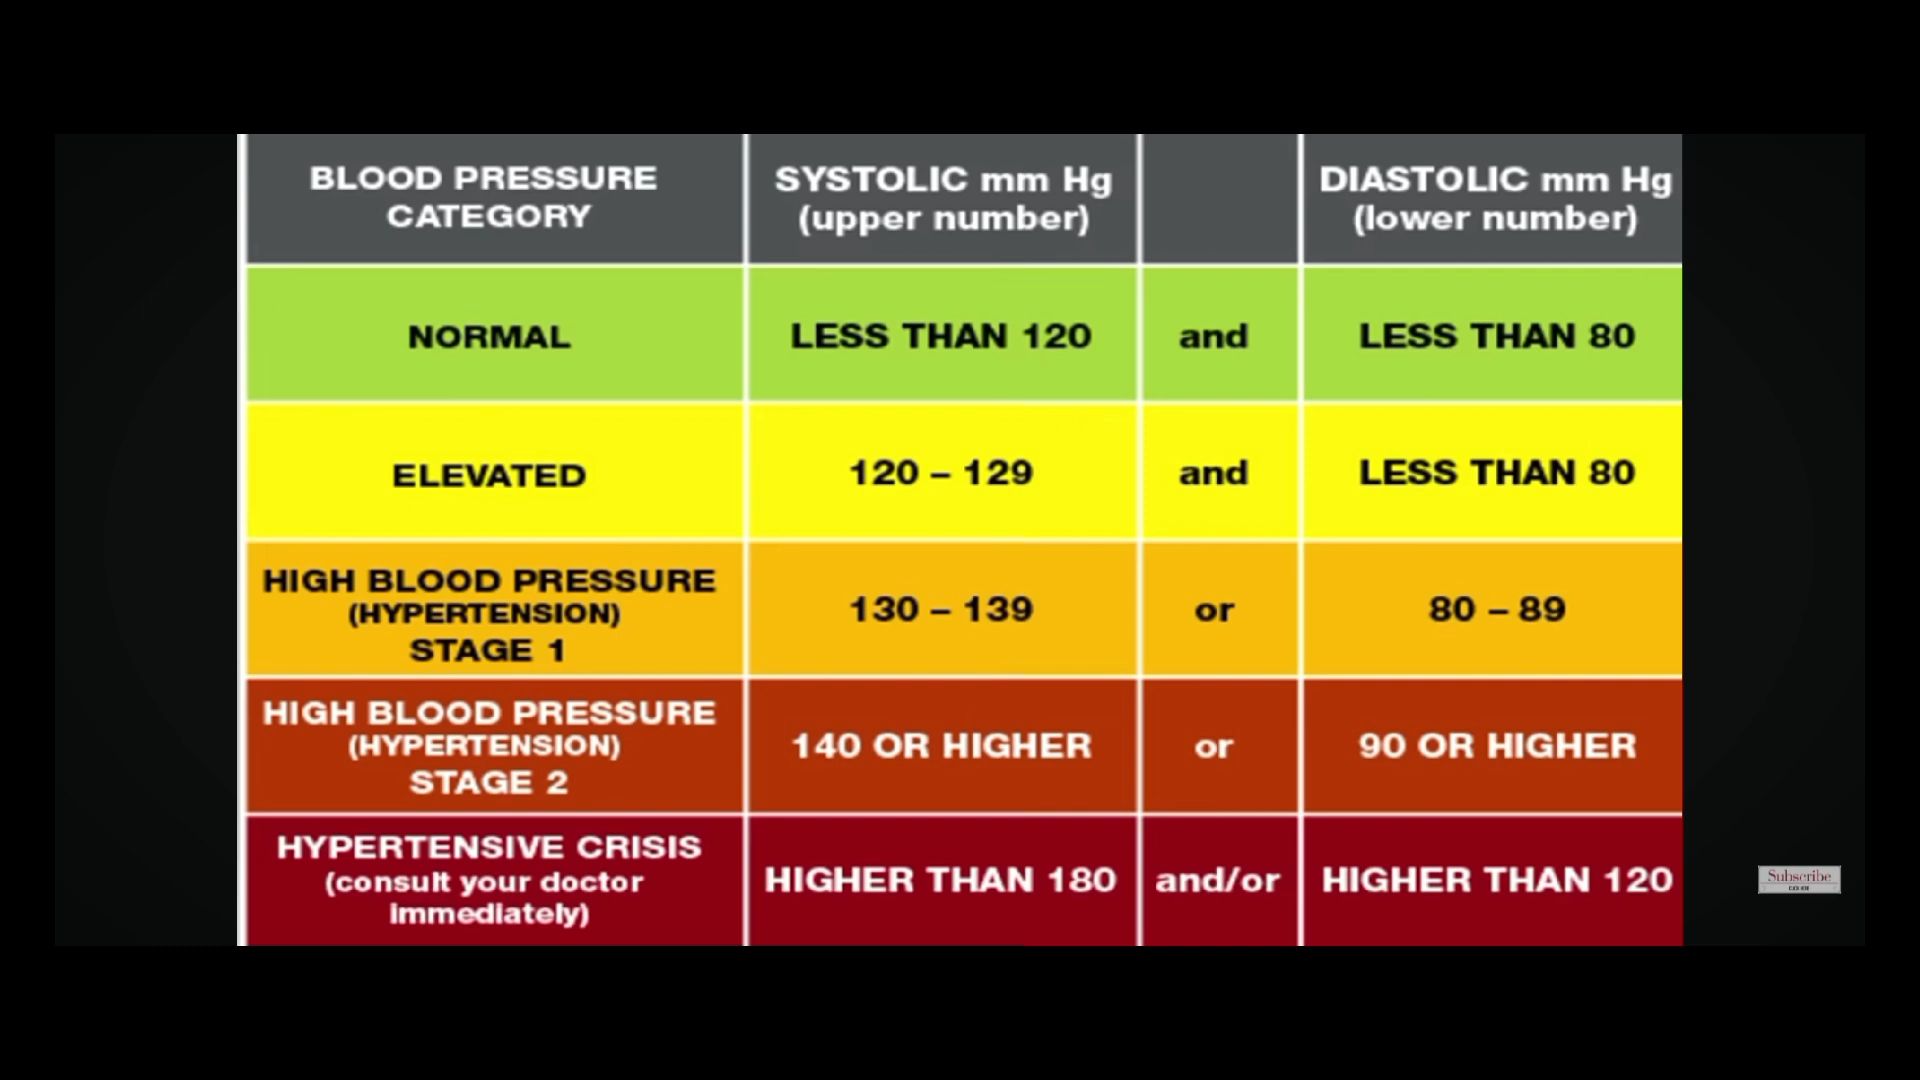 BLOOD PRESSURE
CATEGORY
SYSTOLIC mm Hg
(upper number)
DIASTOLIC mm Hg
(lower number)
NORMAL
LESS THAN 120
and
LESS THAN 80
ELEVATED
120 – 129
and
LESS THAN 80
HIGH BLOOD PRESSURE
(HYPERTENSION)
STAGE 1
130 – 139
or
80 – 89
HIGH BLOOD PRESSURE
(HYPERTENSION)
STAGE 2
140 OR HIGHER
or
90 OR HIGHER
HYPERTENSIVE CRISIS
(consult your doctor
immediately)
HIGHER THAN 180
and/or
HIGHER THAN 120
Subscribe